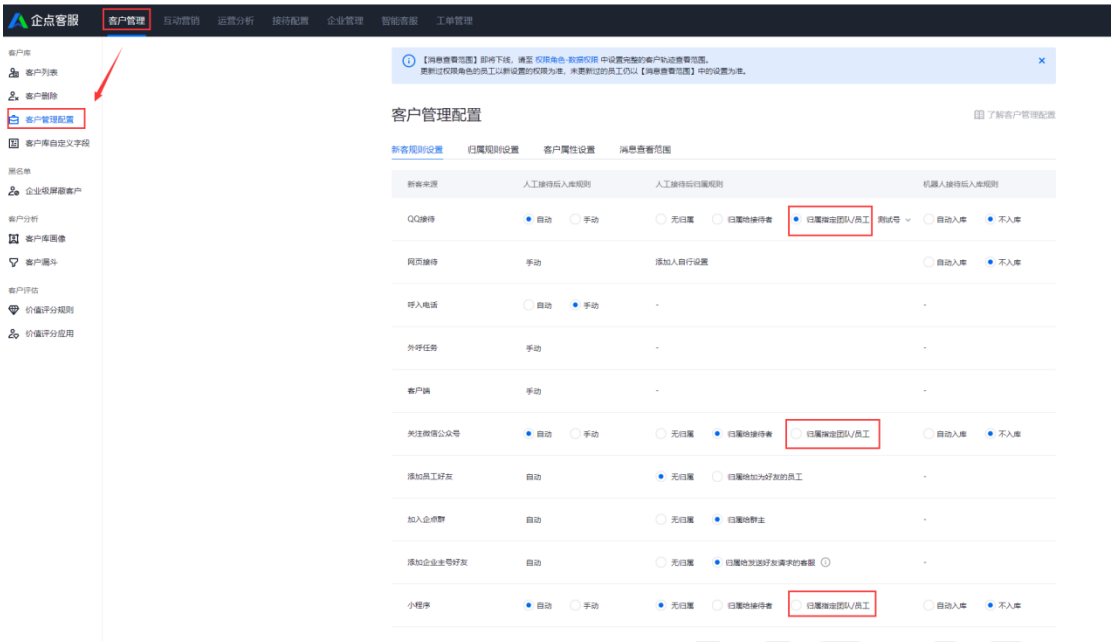 企点客服 客户管理 互动营销 运营分析 接待配置 企业管理 智能客服 工单管理
客户库
客户列表
客户删除
客户管理配置
客户库自定义字段
黑名单
企业级屏蔽客户
客户分析
客户库画像
客户漏斗
客户评估
价值评分规则
价值评分应用
【消息查看范围】即将下线，请至 权限角色-数据权限 中设置完整的客户轨迹查看范围。
更新过权限角色的员工以新设置的权限为准，未更新过的员工仍以【消息查看范围】中的设置为准。
客户管理配置 了解客户管理配置
新客规则设置 归属规则设置 客户属性设置 消息查看范围
新客来源 人工接待后入库规则 人工接待后归属规则 机器人接待后入库规则
QQ接待 自动 手动 无归属 归属给接待者 归属指定团队/员工 测试号 自动入库 不入库
网页接待 手动 添加人自行设置 自动入库 不入库
呼入电话 自动 手动 - -
外呼任务 手动 - -
客户端 手动 - -
关注微信公众号 自动 手动 无归属 归属给接待者 归属指定团队/员工 自动入库 不入库
添加员工好友 自动 无归属 归属给加为好友的员工 -
加入企点群 自动 无归属 归属给群主 -
添加企业主号好友 自动 无归属 归属给发送好友请求的客服 -
小程序 自动 手动 无归属 归属给接待者 归属指定团队/员工 自动入库 不入库